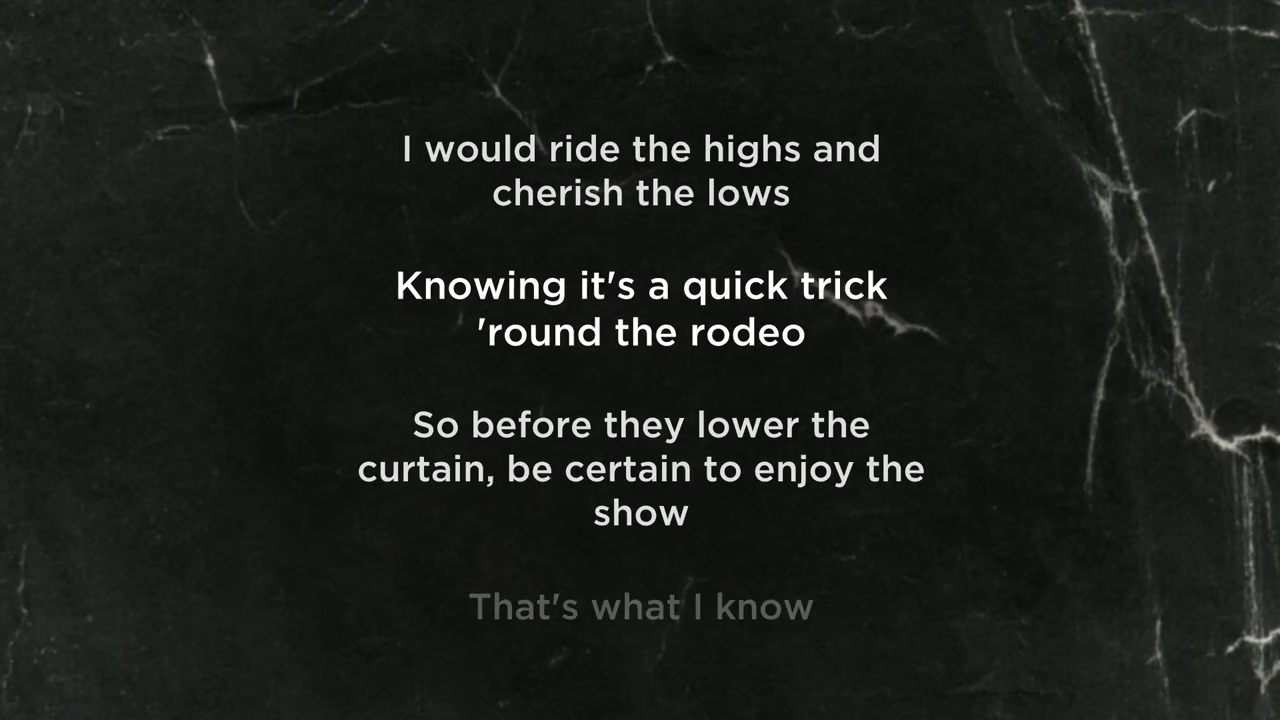 I would ride the highs and
cherish the lows
Knowing it's a quick trick
'round the rodeo
So before they lower the
curtain, be certain to enjoy the
show
That's what I know